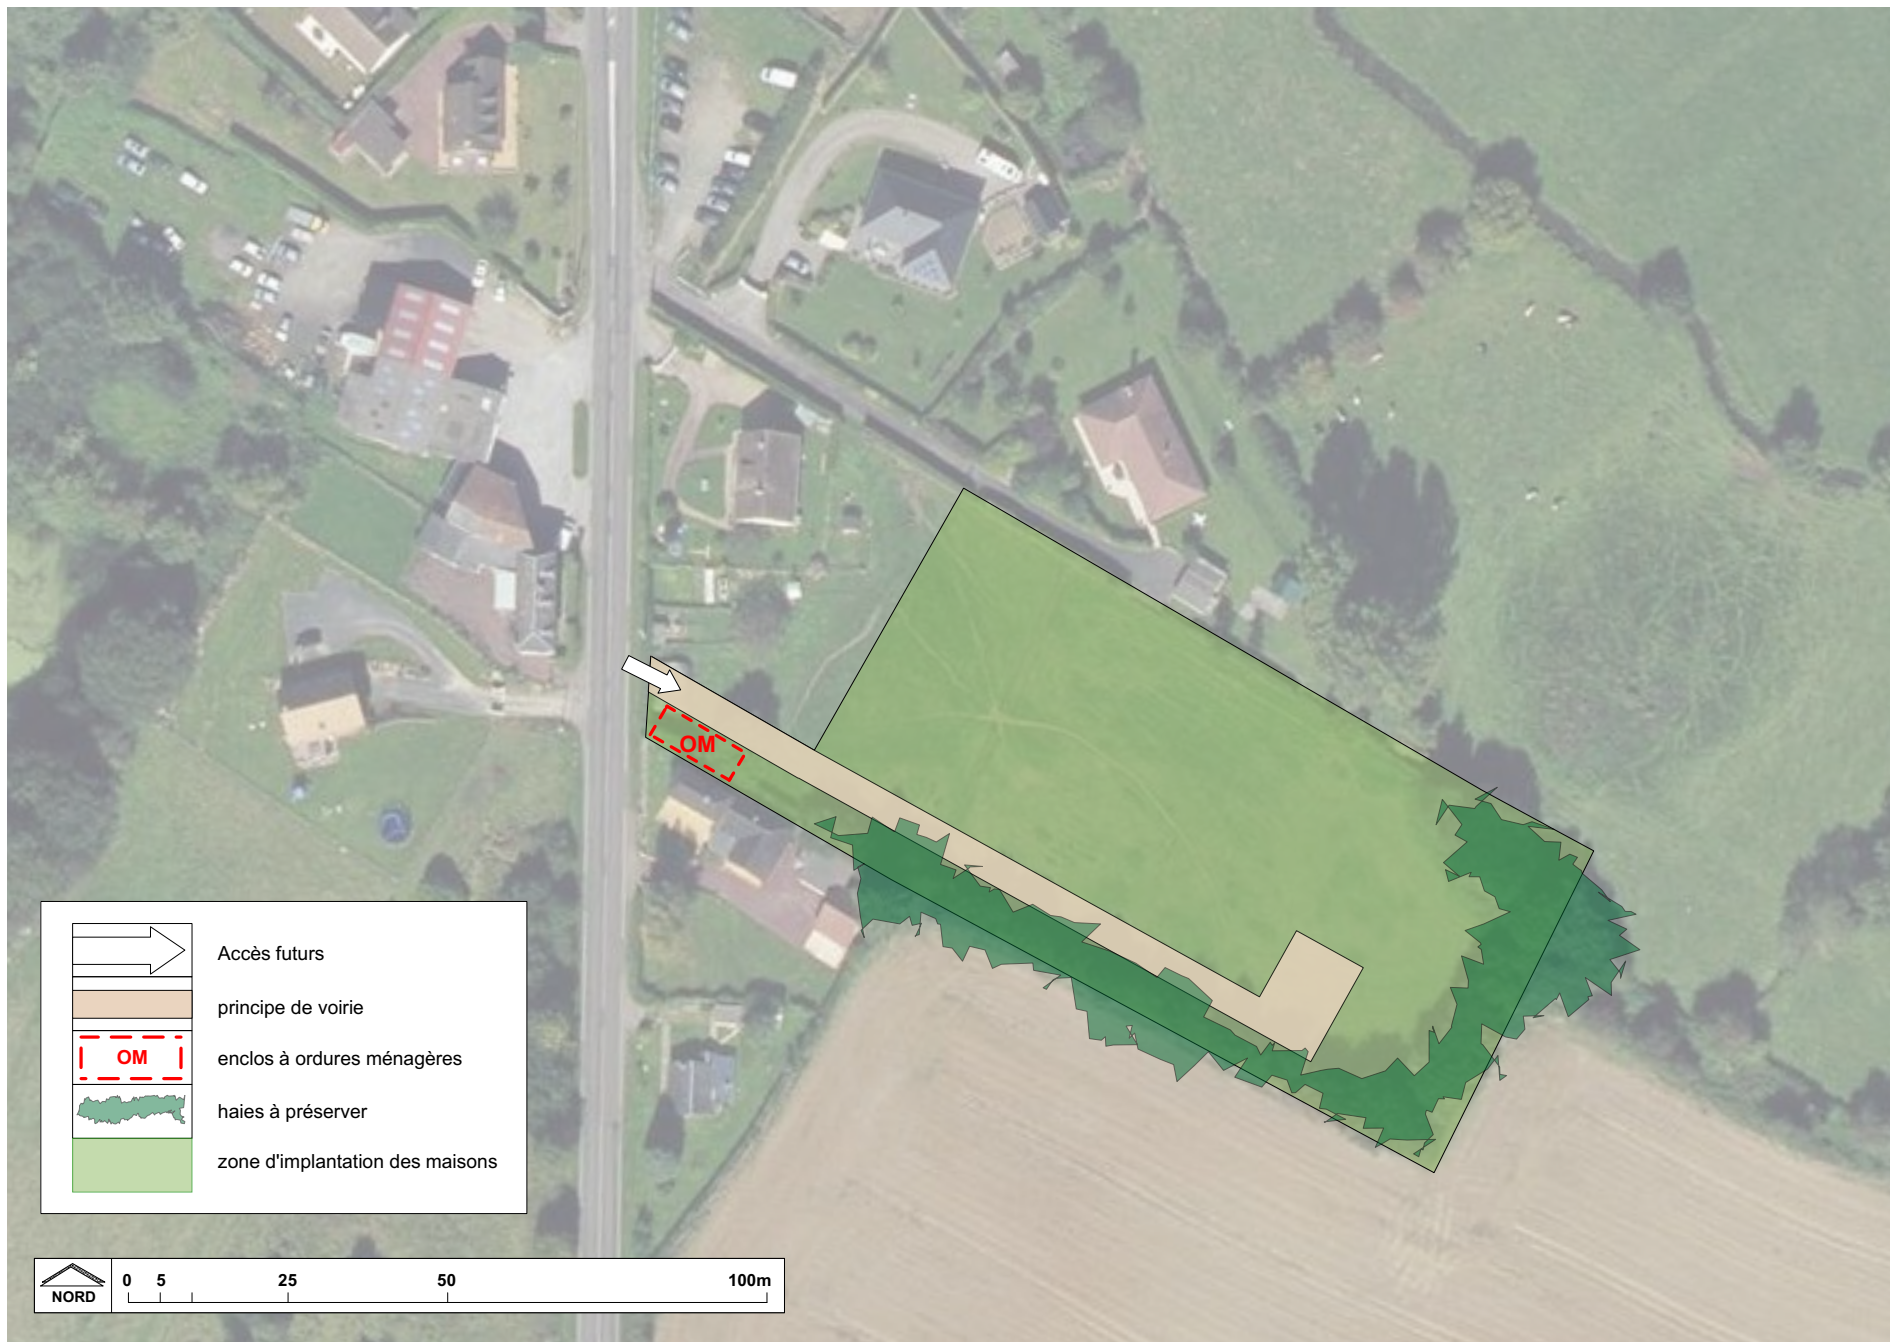 OM
Accès futurs
principe de voirie
OM
enclos à ordures ménagères
haies à préserver
zone d'implantation des maisons
NORD
0 5 25 50 100m